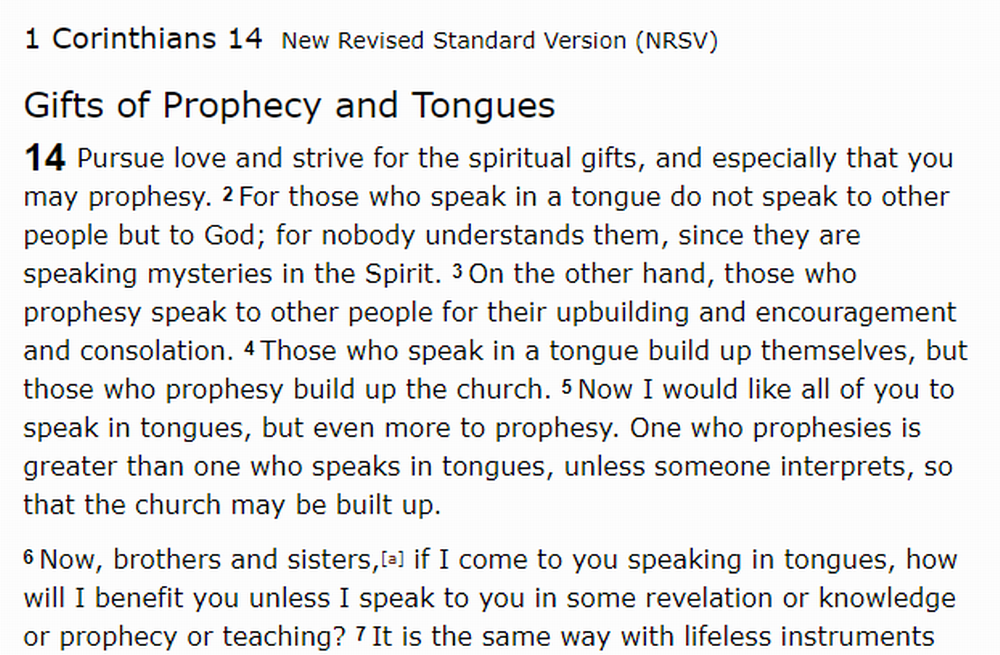 1 Corinthians 14 New Revised Standard Version (NRSV)
Gifts of Prophecy and Tongues
14 Pursue love and strive for the spiritual gifts, and especially that you
may prophesy. 2 For those who speak in a tongue do not speak to other
people but to God; for nobody understands them, since they are
speaking mysteries in the Spirit. 3 On the other hand, those who
prophesy speak to other people for their upbuilding and encouragement
and consolation. 4 Those who speak in a tongue build up themselves, but
those who prophesy build up the church. 5 Now I would like all of you to
speak in tongues, but even more to prophesy. One who prophesies is
greater than one who speaks in tongues, unless someone interprets, so
that the church may be built up.
6 Now, brothers and sisters,[a] if I come to you speaking in tongues, how
will I benefit you unless I speak to you in some revelation or knowledge
or prophecy or teaching? 7 It is the same way with lifeless instruments